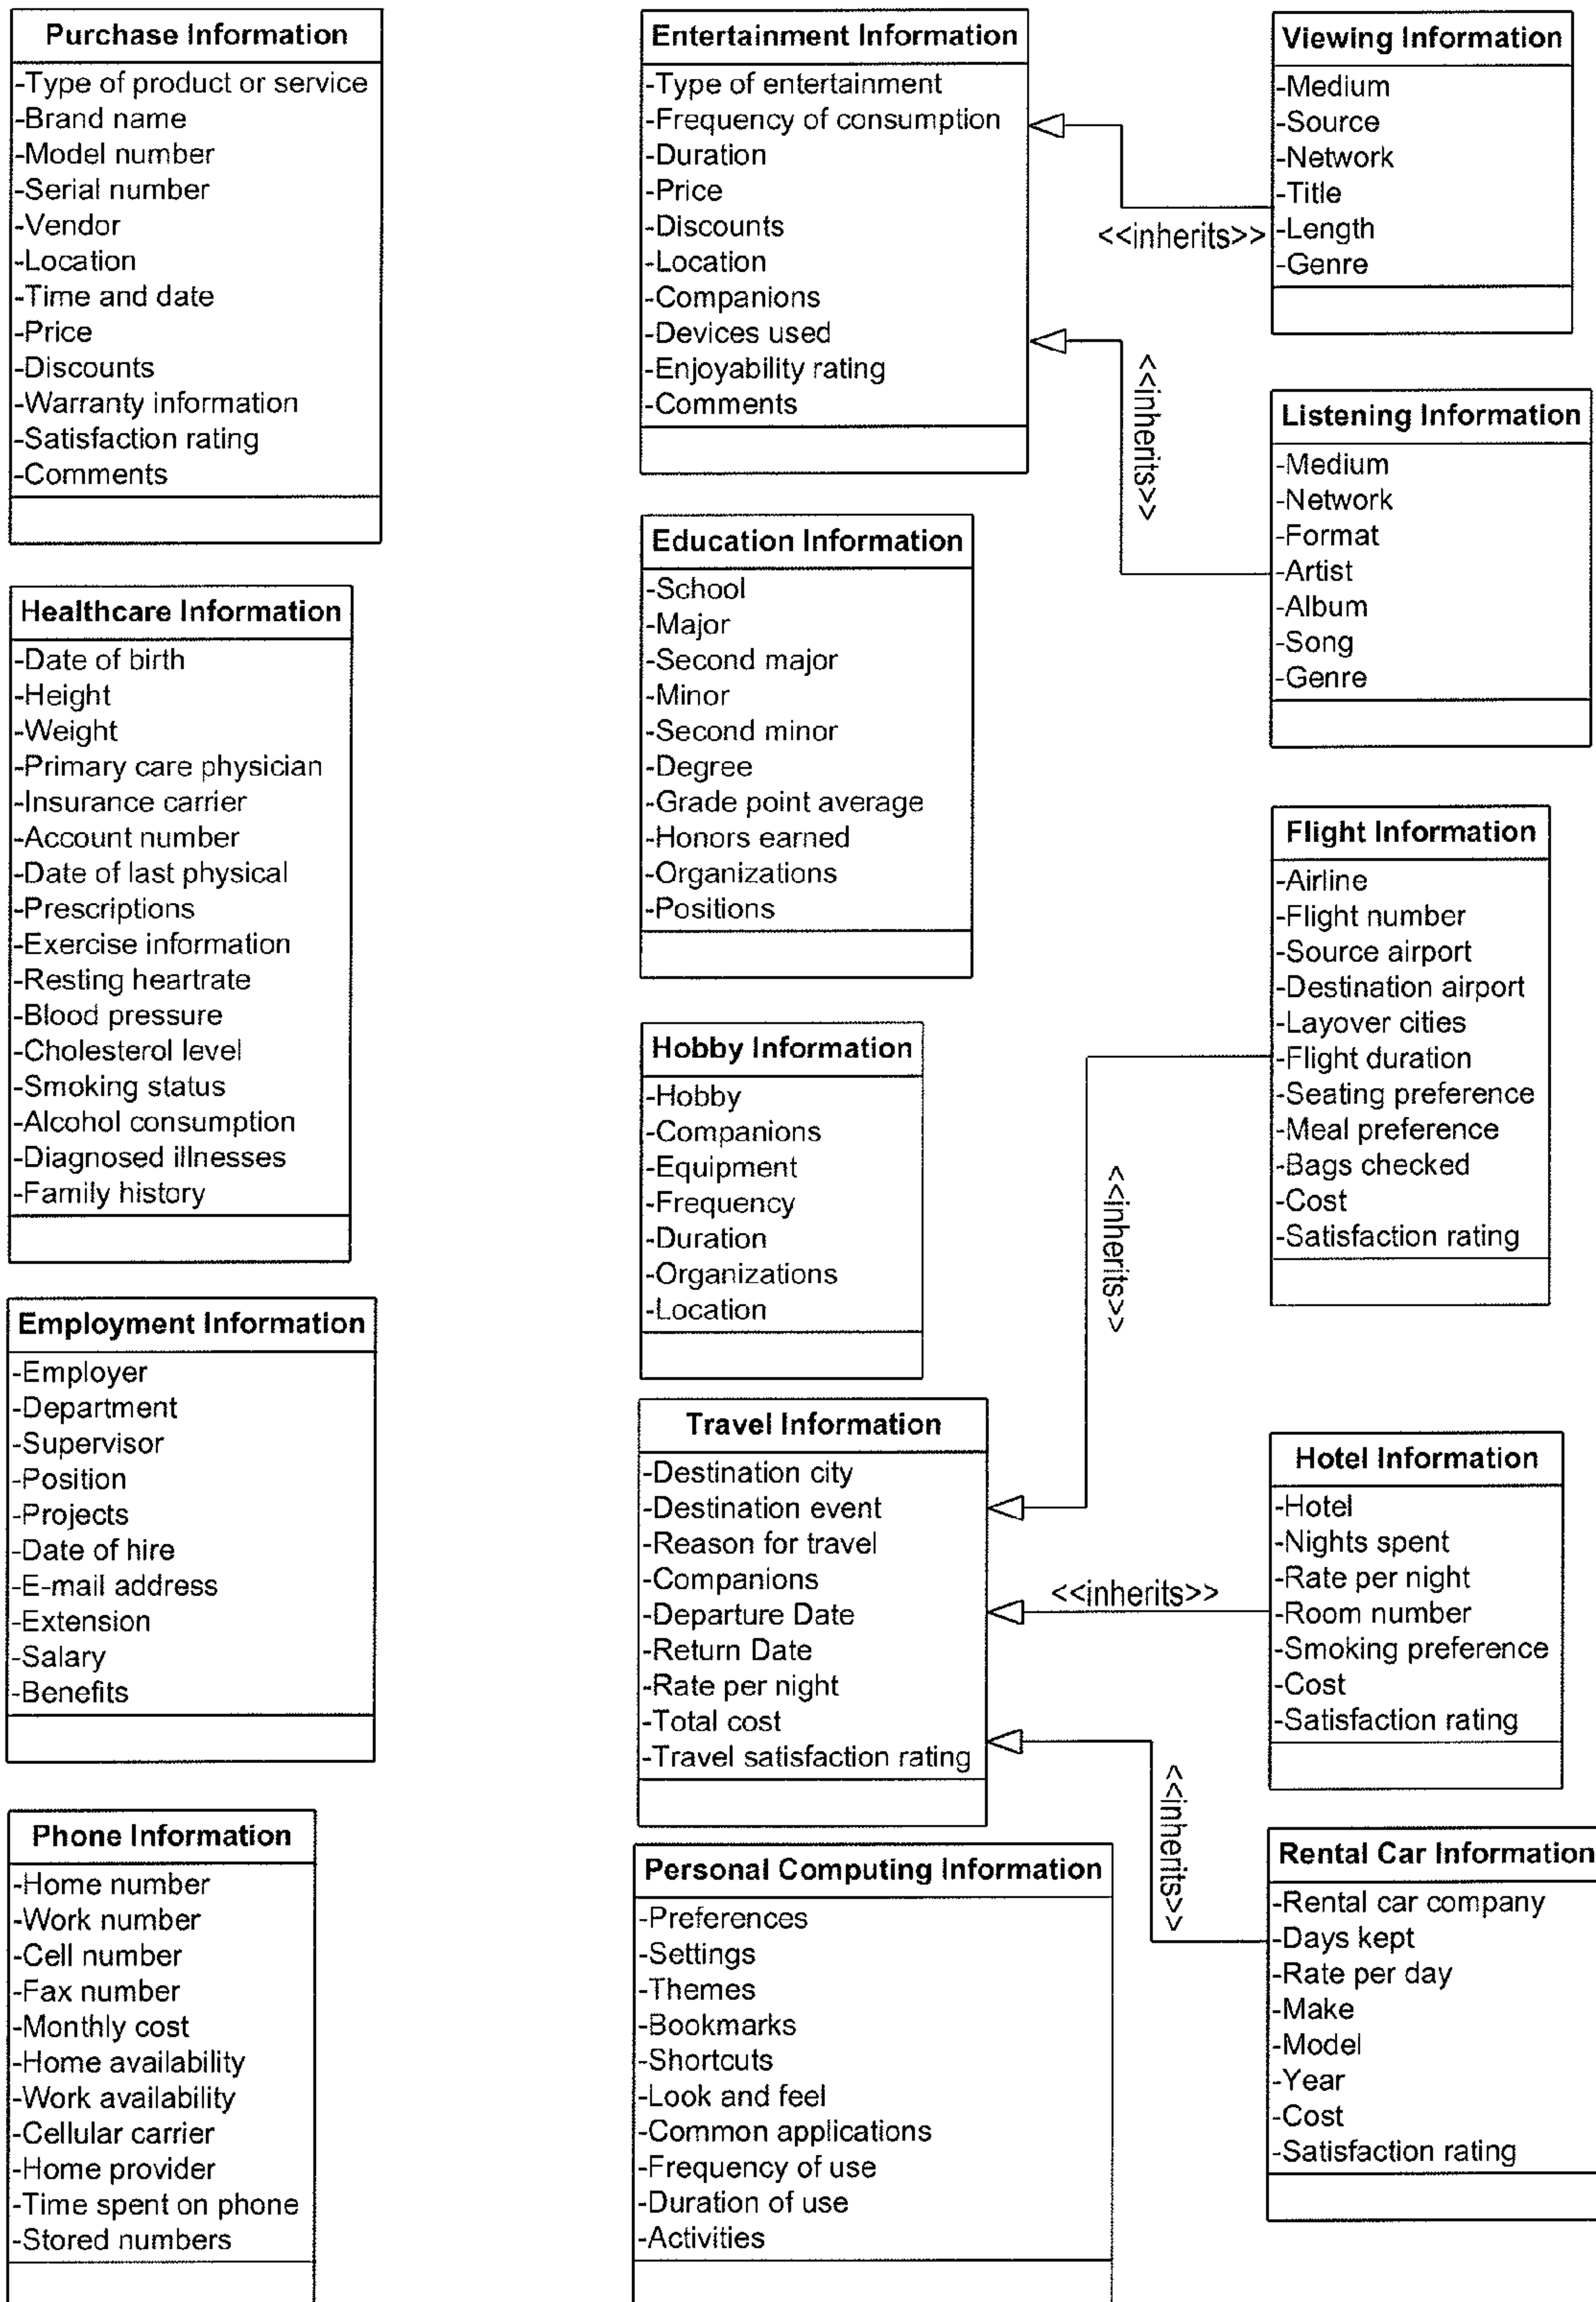 Purchase Information
-Type of product or service
-Brand name
-Model number
-Serial number
-Vendor
-Location
-Time and date
-Price
-Discounts
-Warranty information
-Satisfaction rating
-Comments
Healthcare Information
-Date of birth
-Height
-Weight
-Primary care physician
-Insurance carrier
-Account number
-Date of last physical
-Prescriptions
-Exercise information
-Resting heartrate
-Blood pressure
-Cholesterol level
-Smoking status
-Alcohol consumption
-Diagnosed illnesses
-Family history
Employment Information
-Employer
-Department
-Supervisor
-Position
-Projects
-Date of hire
-E-mail address
-Extension
-Salary
-Benefits
Phone Information
-Home number
-Work number
-Cell number
-Fax number
-Monthly cost
-Home availability
-Work availability
-Cellular carrier
-Home provider
-Time spent on phone
-Stored numbers
Entertainment Information
-Type of entertainment
-Frequency of consumption
-Duration
-Price
-Discounts
-Location
-Companions
-Devices used
-Enjoyability rating
-Comments
Education Information
-School
-Major
-Second major
-Minor
-Second minor
-Degree
-Grade point average
-Honors earned
-Organizations
-Positions
Hobby Information
-Hobby
-Companions
-Equipment
-Frequency
-Duration
-Organizations
-Location
Travel Information
-Destination city
-Destination event
-Reason for travel
-Companions
-Departure Date
-Return Date
-Rate per night
-Total cost
-Travel satisfaction rating
Personal Computing Information
-Preferences
-Settings
-Themes
-Bookmarks
-Shortcuts
-Look and feel
-Common applications
-Frequency of use
-Duration of use
-Activities
<<inherits>>
<<inherits>>
<<inherits>>
<<inherits>>
<<inherits>>
Viewing Information
-Medium
-Source
-Network
-Title
-Length
-Genre
Listening Information
-Medium
-Network
-Format
-Artist
-Album
-Song
-Genre
Flight Information
-Airline
-Flight number
-Source airport
-Destination airport
-Layover cities
-Flight duration
-Seating preference
-Meal preference
-Bags checked
-Cost
-Satisfaction rating
Hotel Information
-Hotel
-Nights spent
-Rate per night
-Room number
-Smoking preference
-Cost
-Satisfaction rating
Rental Car Information
-Rental car company
-Days kept
-Rate per day
-Make
-Model
-Year
-Cost
-Satisfaction rating